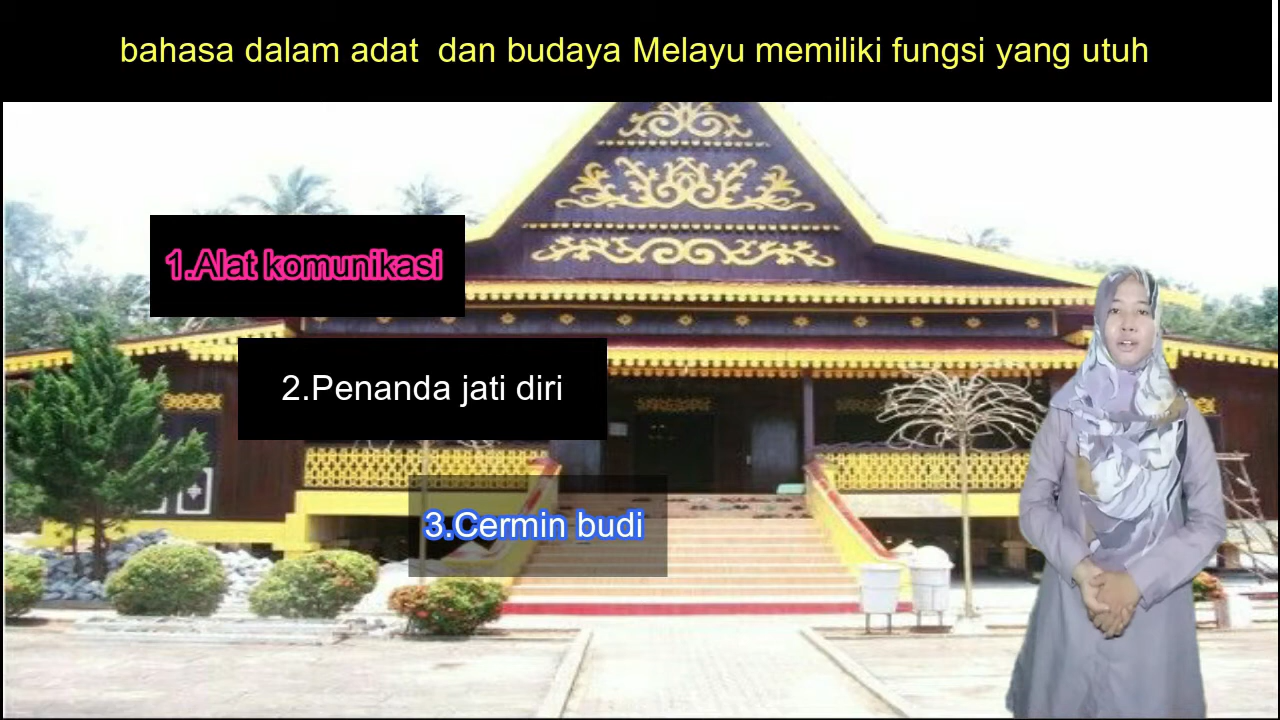 bahasa dalam adat  dan budaya Melayu memiliki fungsi yang utuh
1.Alat komunikasi
2.Penanda jati diri
3.Cermin budi